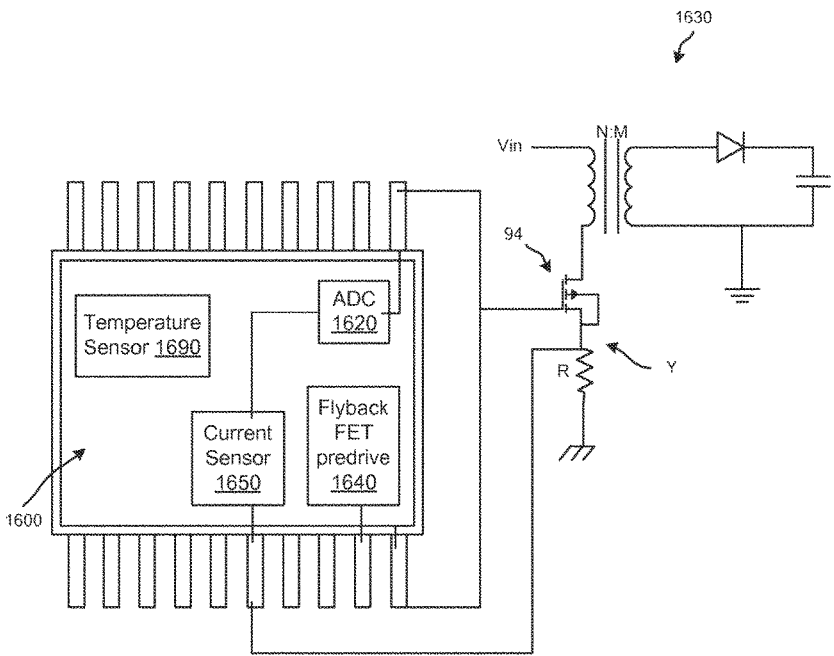 1630
N:M
Vin
94
ADC
1620
Temperature
Sensor 1690
R
Y
Flyback
FET
predrive
1640
Current
Sensor
1650
1600